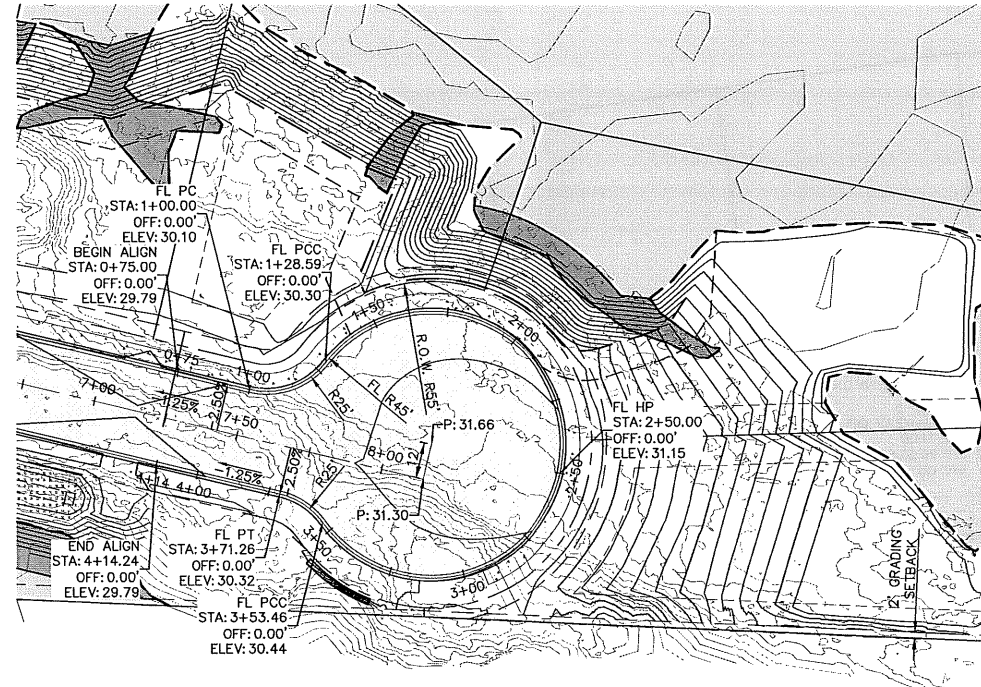 FL PC
STA: 1+00.00
OFF: 0.00'
ELEV: 30.10
BEGIN ALIGN
STA: 0+75.00
OFF: 0.00'
ELEV: 29.79
FL PCC
STA: 1+28.59
OFF: 0.00'
ELEV: 30.30
1+50
2+00
R.O.W R55'
0+75
1+00
7+00
-1.25%
2.50%
7+50
R25'
FL R45'
P: 31.66
FL HP
STA: 2+50.00
OFF: 0.00'
ELEV: 31.15
8+00
12'
2+50
-1.25%
2.50%
R25'
4+14
4+00
P: 31.30
3+50
3+00
FL PT
STA: 3+71.26
OFF: 0.00'
ELEV: 30.32
END ALIGN
STA: 4+14.24
OFF: 0.00'
ELEV: 29.79
FL PCC
STA: 3+53.46
OFF: 0.00'
ELEV: 30.44
2' GRADING
SETBACK